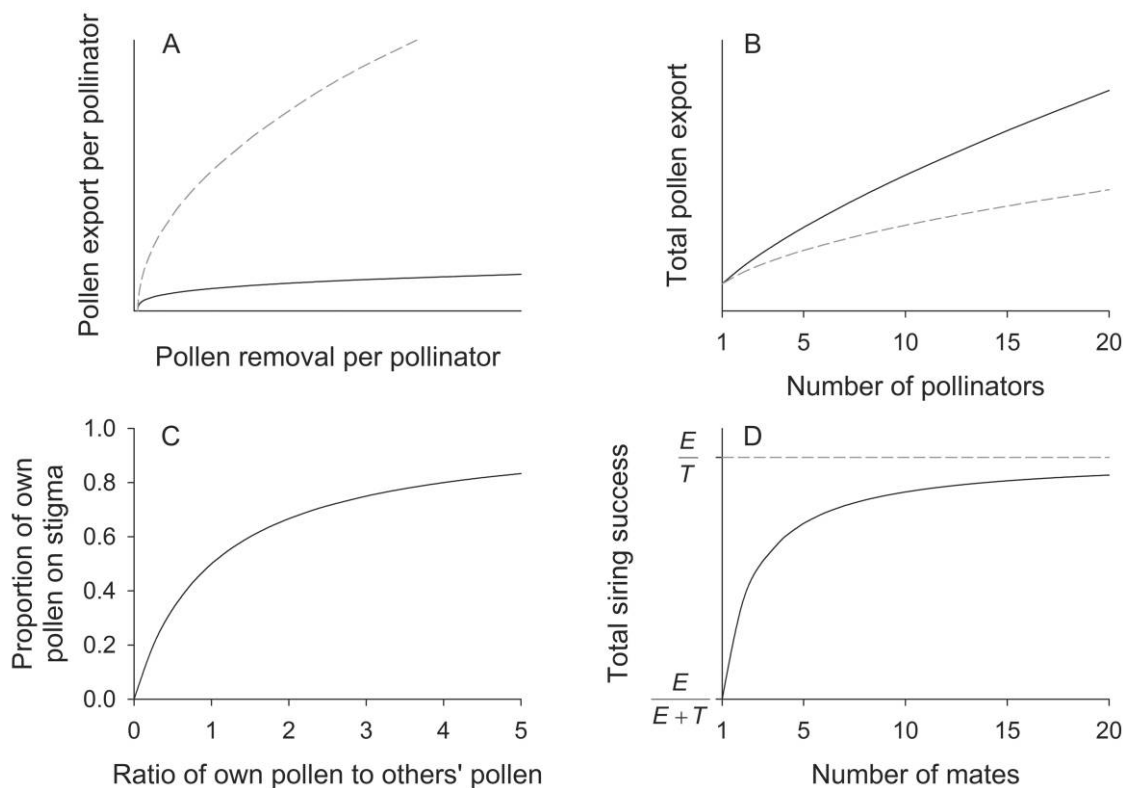 A
Pollen export per pollinator
Pollen removal per pollinator
B
Total pollen export
1
5
10
15
20
Number of pollinators
C
Proportion of own
pollen on stigma
1.0
0.8
0.6
0.4
0.2
0.0
0
1
2
3
4
5
Ratio of own pollen to others' pollen
D
Total siring success
E
T
E
E + T
1
5
10
15
20
Number of mates